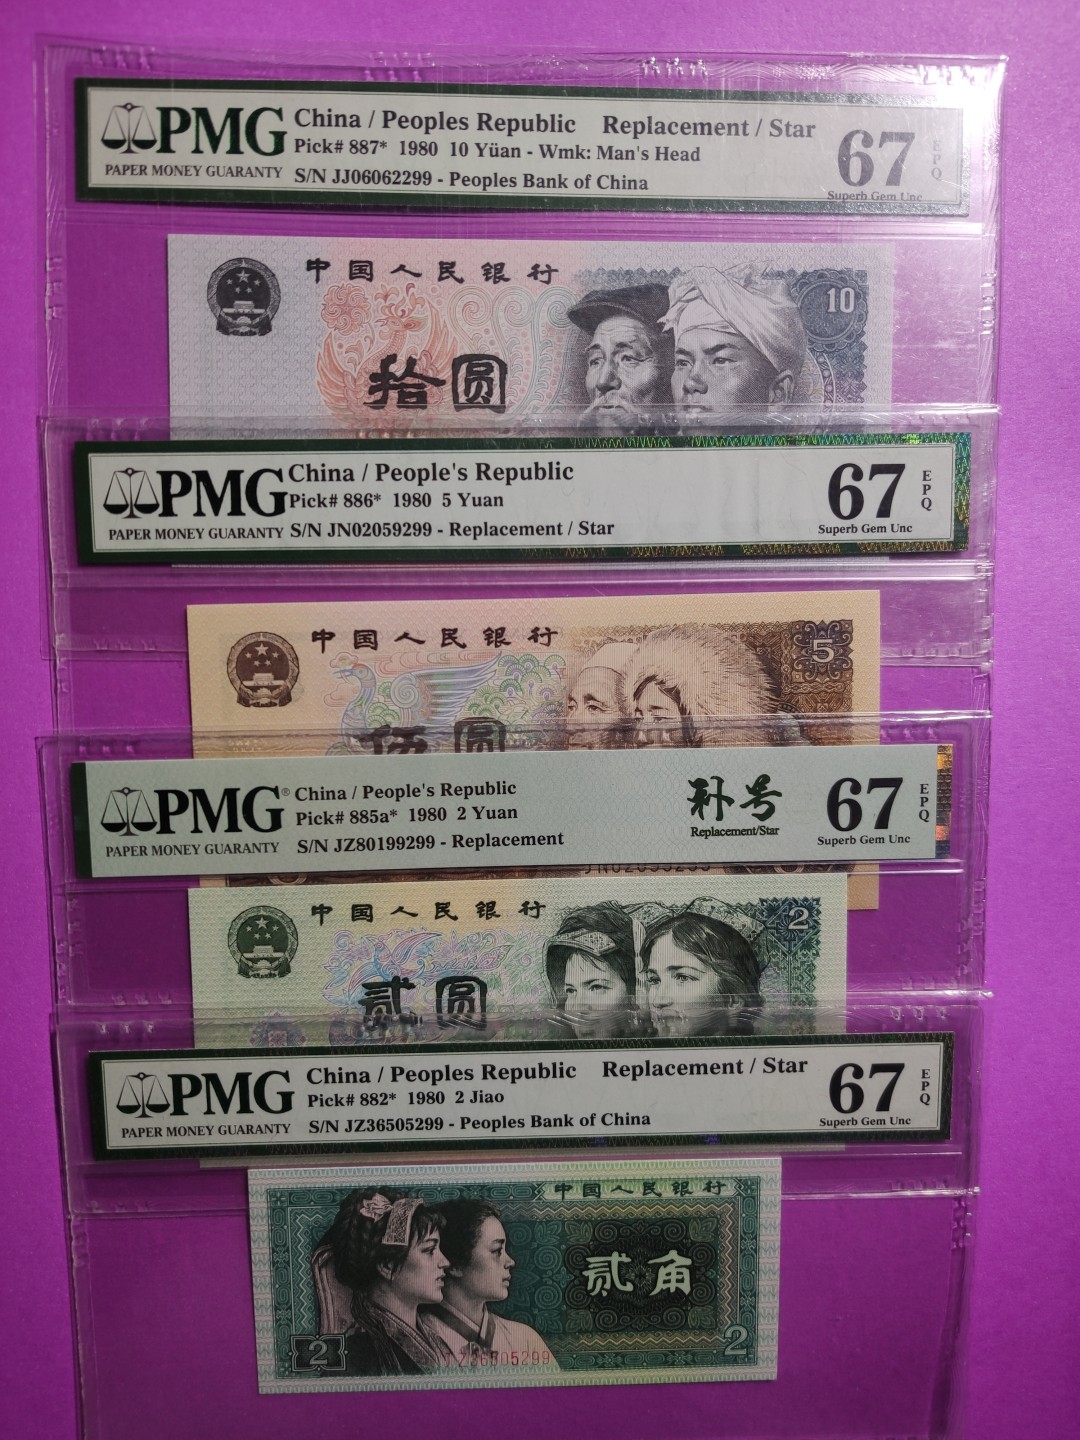 PMG
PAPER MONEY GUARANTY
China / Peoples Republic Replacement / Star
Pick# 887* 1980 10 Yüan - Wmk: Man's Head
S/N JJ06062299 - Peoples Bank of China
67
EPQ
Superb Gem Unc
中国人民银行
10
拾圆
PMG
PAPER MONEY GUARANTY
China / People's Republic
Pick# 886* 1980 5 Yuan
S/N JN02059299 - Replacement / Star
67
EPQ
Superb Gem Unc
中国人民银行
5
伍圆
PMG®
PAPER MONEY GUARANTY
China / People's Republic
Pick# 885a* 1980 2 Yuan
S/N JZ80199299 - Replacement
补号
Replacement/Star
67
EPQ
Superb Gem Unc
JN02059299
中国人民银行
2
贰圆
PMG
PAPER MONEY GUARANTY
China / Peoples Republic Replacement / Star
Pick# 882* 1980 2 Jiao
S/N JZ36505299 - Peoples Bank of China
67
EPQ
Superb Gem Unc
中国人民银行
贰角
2
2
JZ36505299